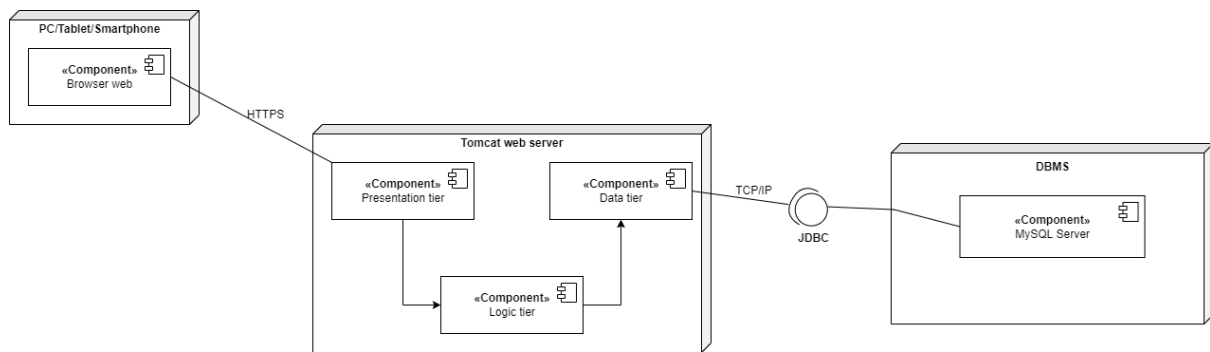 PC/Tablet/Smartphone
«Component»
Browser web
HTTPS
Tomcat web server
«Component»
Presentation tier
«Component»
Data tier
«Component»
Logic tier
TCP/IP
JDBC
DBMS
«Component»
MySQL Server